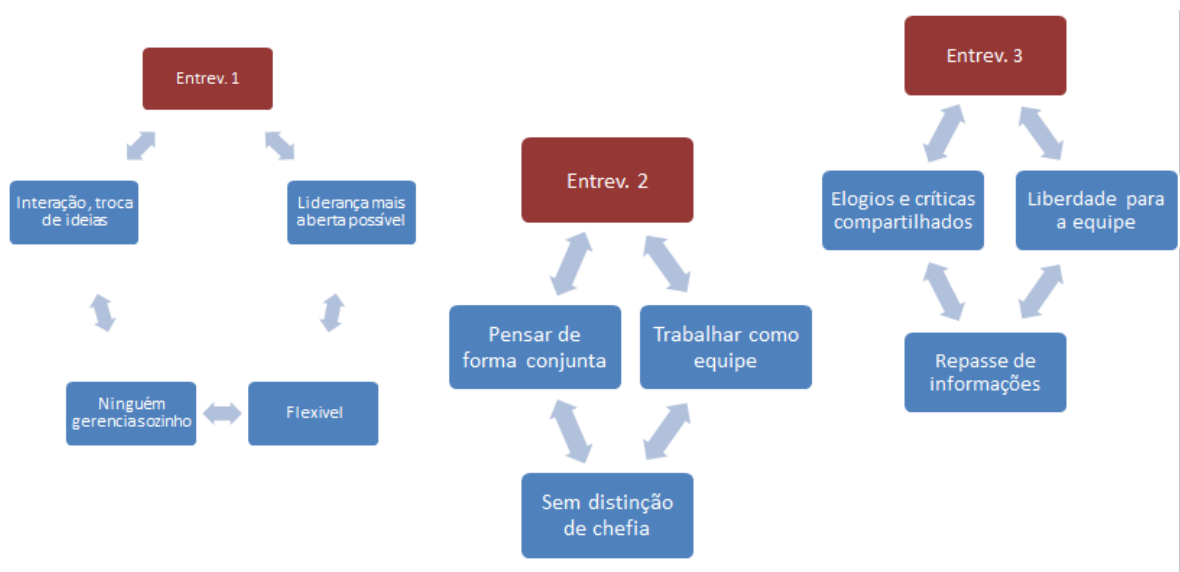 Entrev. 1
Interação, troca
de ideias
Liderança mais
aberta possível
Ninguém
gerencia sozinho
Flexivel
Entrev. 2
Pensar de
forma conjunta
Trabalhar como
equipe
Sem distinção
de chefia
Entrev. 3
Elogios e críticas
compartilhados
Liberdade para
a equipe
Repasse de
informações